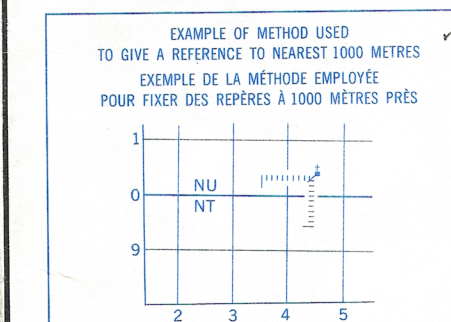 EXAMPLE OF METHOD USED
TO GIVE A REFERENCE TO NEAREST 1000 METRES
EXEMPLE DE LA MÉTHODE EMPLOYÉE
POUR FIXER DES REPÈRES À 1000 MÈTRES PRÈS
1
NU
0
NT
9
2 3 4 5